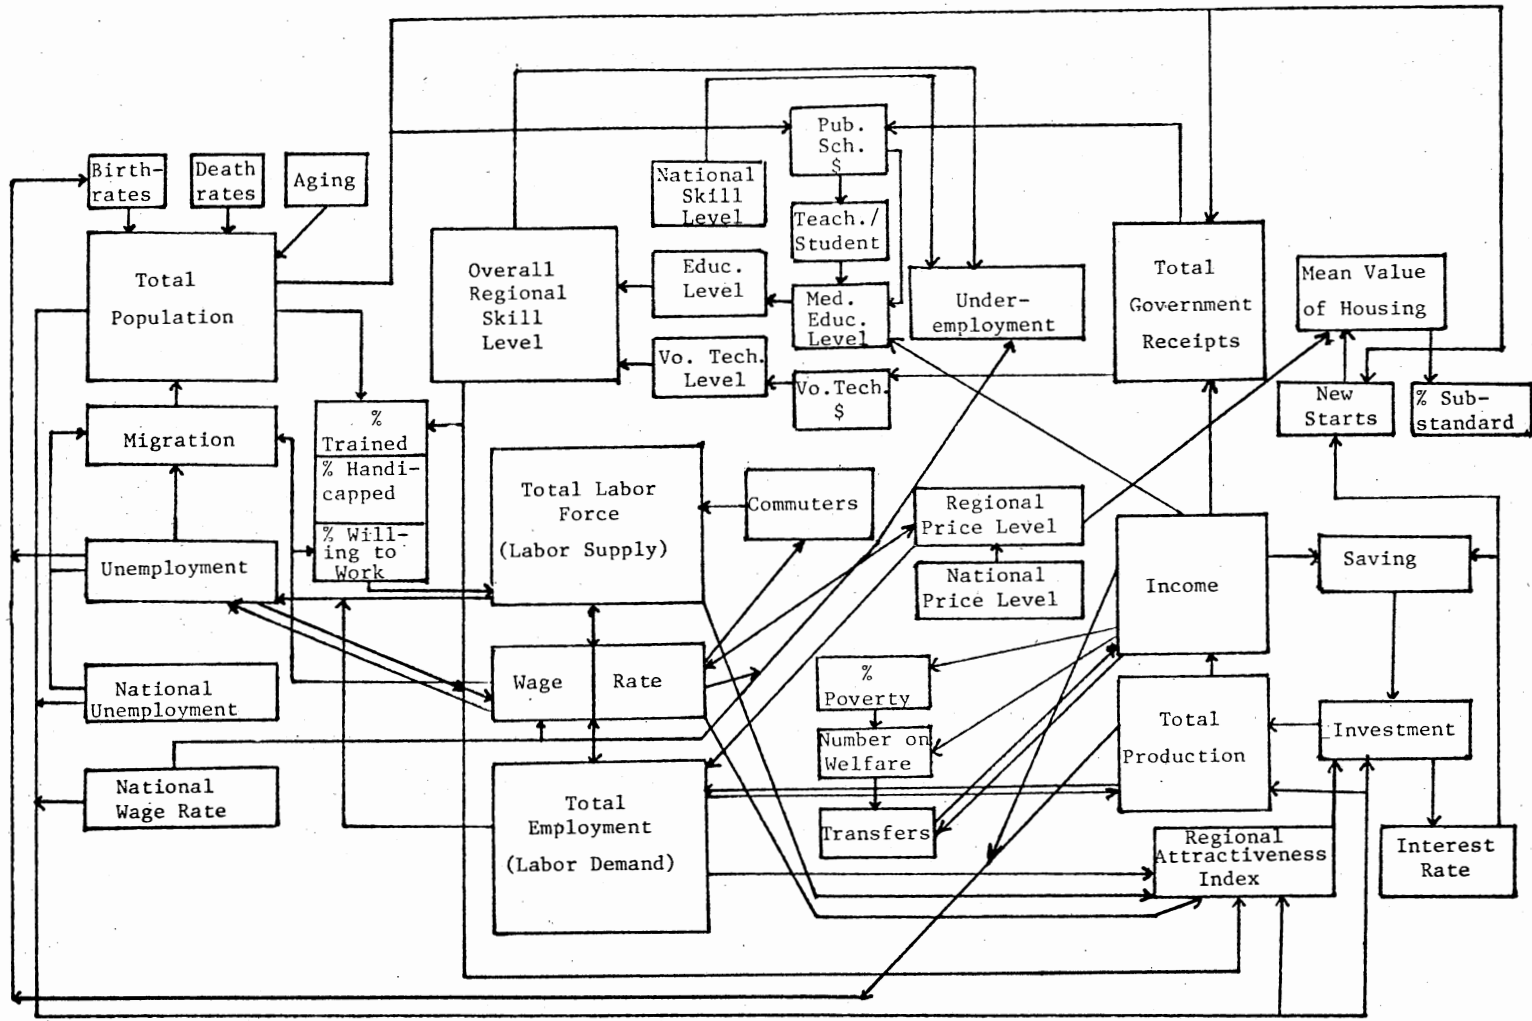 Pub.
Sch.
$
Birth-
rates
Death
rates
Aging
National
Skill
Level
Teach./
Student
Total
Population
Overall
Regional
Skill
Level
Educ.
Level
Med.
Educ.
Level
Under-
employment
Total
Government
Receipts
Mean Value
of Housing
Vo. Tech.
Level
Vo.Tech.
$
New
Starts
% Sub-
standard
Migration
%
Trained
% Handi-
capped
% Will-
ing to
Work
Total Labor
Force
(Labor Supply)
Commuters
Regional
Price Level
National
Price Level
Income
Saving
Unemployment
National
Unemployment
Wage Rate
%
Poverty
Number on
Welfare
Transfers
Total
Production
Investment
National
Wage Rate
Total
Employment
(Labor Demand)
Regional
Attractiveness
Index
Interest
Rate